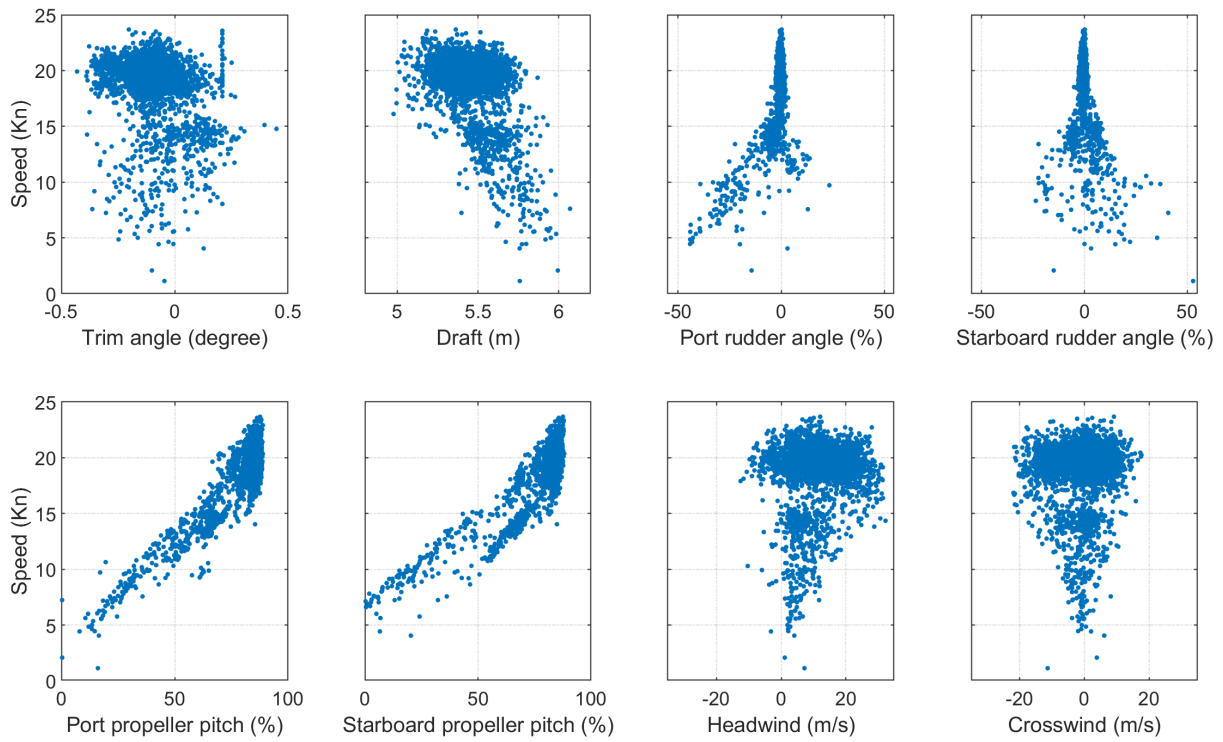 25
20
15
10
5
0
Speed (Kn)
-0.5 0 0.5
Trim angle (degree)
5 5.5 6
Draft (m)
-50 0 50
Port rudder angle (%)
-50 0 50
Starboard rudder angle (%)
25
20
15
10
5
0
Speed (Kn)
0 50 100
Port propeller pitch (%)
0 50 100
Starboard propeller pitch (%)
-20 0 20
Headwind (m/s)
-20 0 20
Crosswind (m/s)